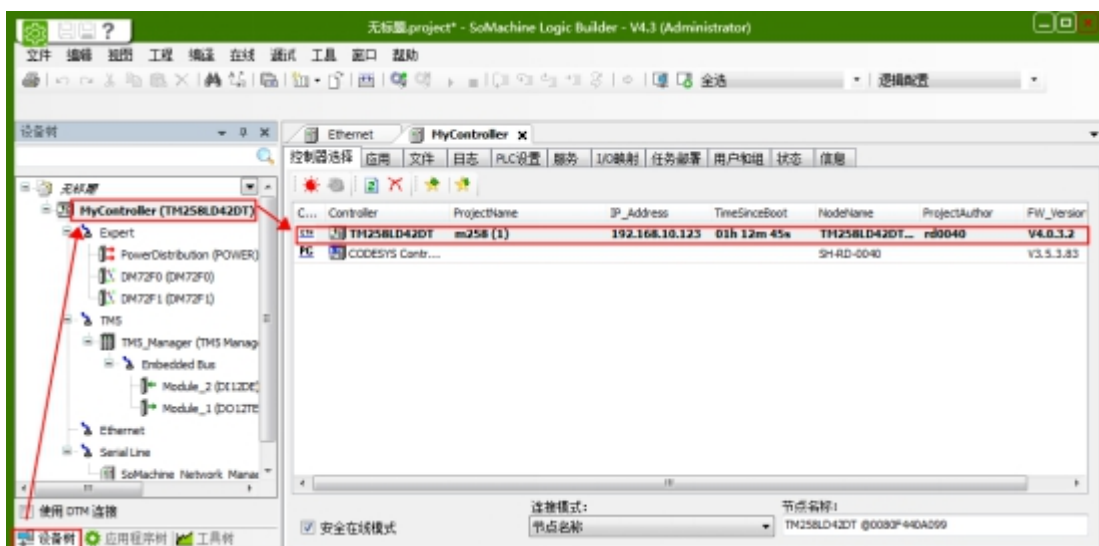 无标题.project* - SoMachine Logic Builder - V4.3 (Administrator)
文件 编辑 视图 工程 编译 在线 调试 工具 窗口 帮助
全选 逻辑配置
设备树
Ethernet MyController
控制器选择 应用 文件 日志 PLC设置 服务 I/O映射 任务部署 用户和组 状态 信息
无标题
MyController (TM258LD42DT)
Expert
PowerDistribution (POWER)
DM72F0 (DM72F0)
DM72F1 (DM72F1)
TMS
TMS_Manager (TMS Manag
Embedded Bus
Module_2 (DI12DE)
Module_1 (DO12TE
Ethernet
Serial Line
SoMachine Network Manag
使用 DTM 连接
设备树 应用程序树 工具树
C... Controller ProjectName IP_Address TimeSinceBoot NodeName ProjectAuthor FW_Version
TM258LD42DT m258 (1) 192.168.10.123 01h 12m 45s TM258LD42DT... rd0040 V4.0.3.2
PC CODESYS Contr... SH-RD-0040 V3.5.3.83
连接模式: 节点名称:
安全在线模式 节点名称 TM258LD42DT @0080F440A099